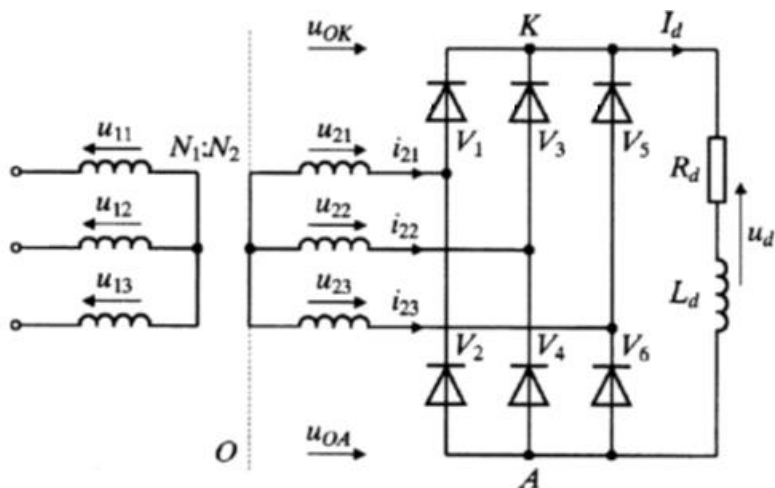 u_OK
K
I_d
u_11
N_1:N_2
u_21
i_21
V_1
V_3
V_5
R_d
u_12
u_22
i_22
u_d
u_13
u_23
i_23
L_d
V_2
V_4
V_6
O
u_OA
A